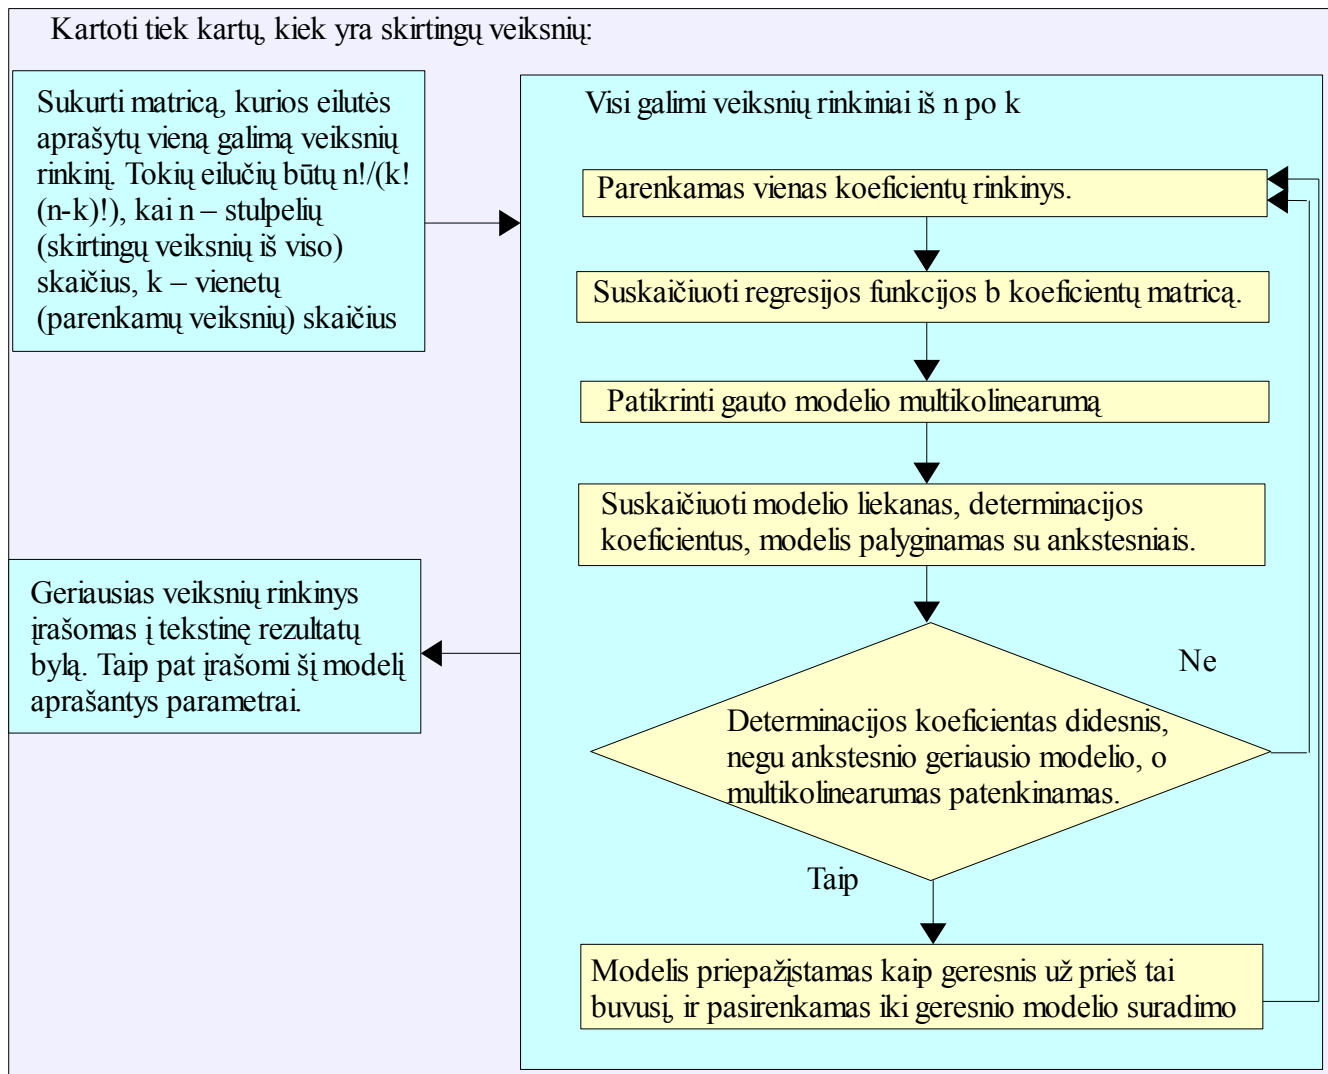 Kartoti tiek kartų, kiek yra skirtingų veiksnių:
Sukurti matricą, kurios eilutės
aprašytų vieną galimą veiksnių
rinkinį. Tokių eilučių būtų n!/(k!
(n-k)!), kai n – stulpelių
(skirtingų veiksnių iš viso)
skaičius, k – vienetų
(parenkamų veiksnių) skaičius
Visi galimi veiksnių rinkiniai iš n po k
Parenkamas vienas koeficientų rinkinys.
Suskaičiuoti regresijos funkcijos b koeficientų matricą.
Patikrinti gauto modelio multikolinearumą
Suskaičiuoti modelio liekanas, determinacijos
koeficientus, modelis palyginamas su ankstesniais.
Ne
Determinacijos koeficientas didesnis,
negu ankstesnio geriausio modelio, o
multikolinearumas patenkinamas.
Taip
Modelis priepažįstamas kaip geresnis už prieš tai
buvusį, ir pasirenkamas iki geresnio modelio suradimo
Geriausias veiksnių rinkinys
įrašomas į tekstinę rezultatų
bylą. Taip pat įrašomi šį modelį
aprašantys parametrai.